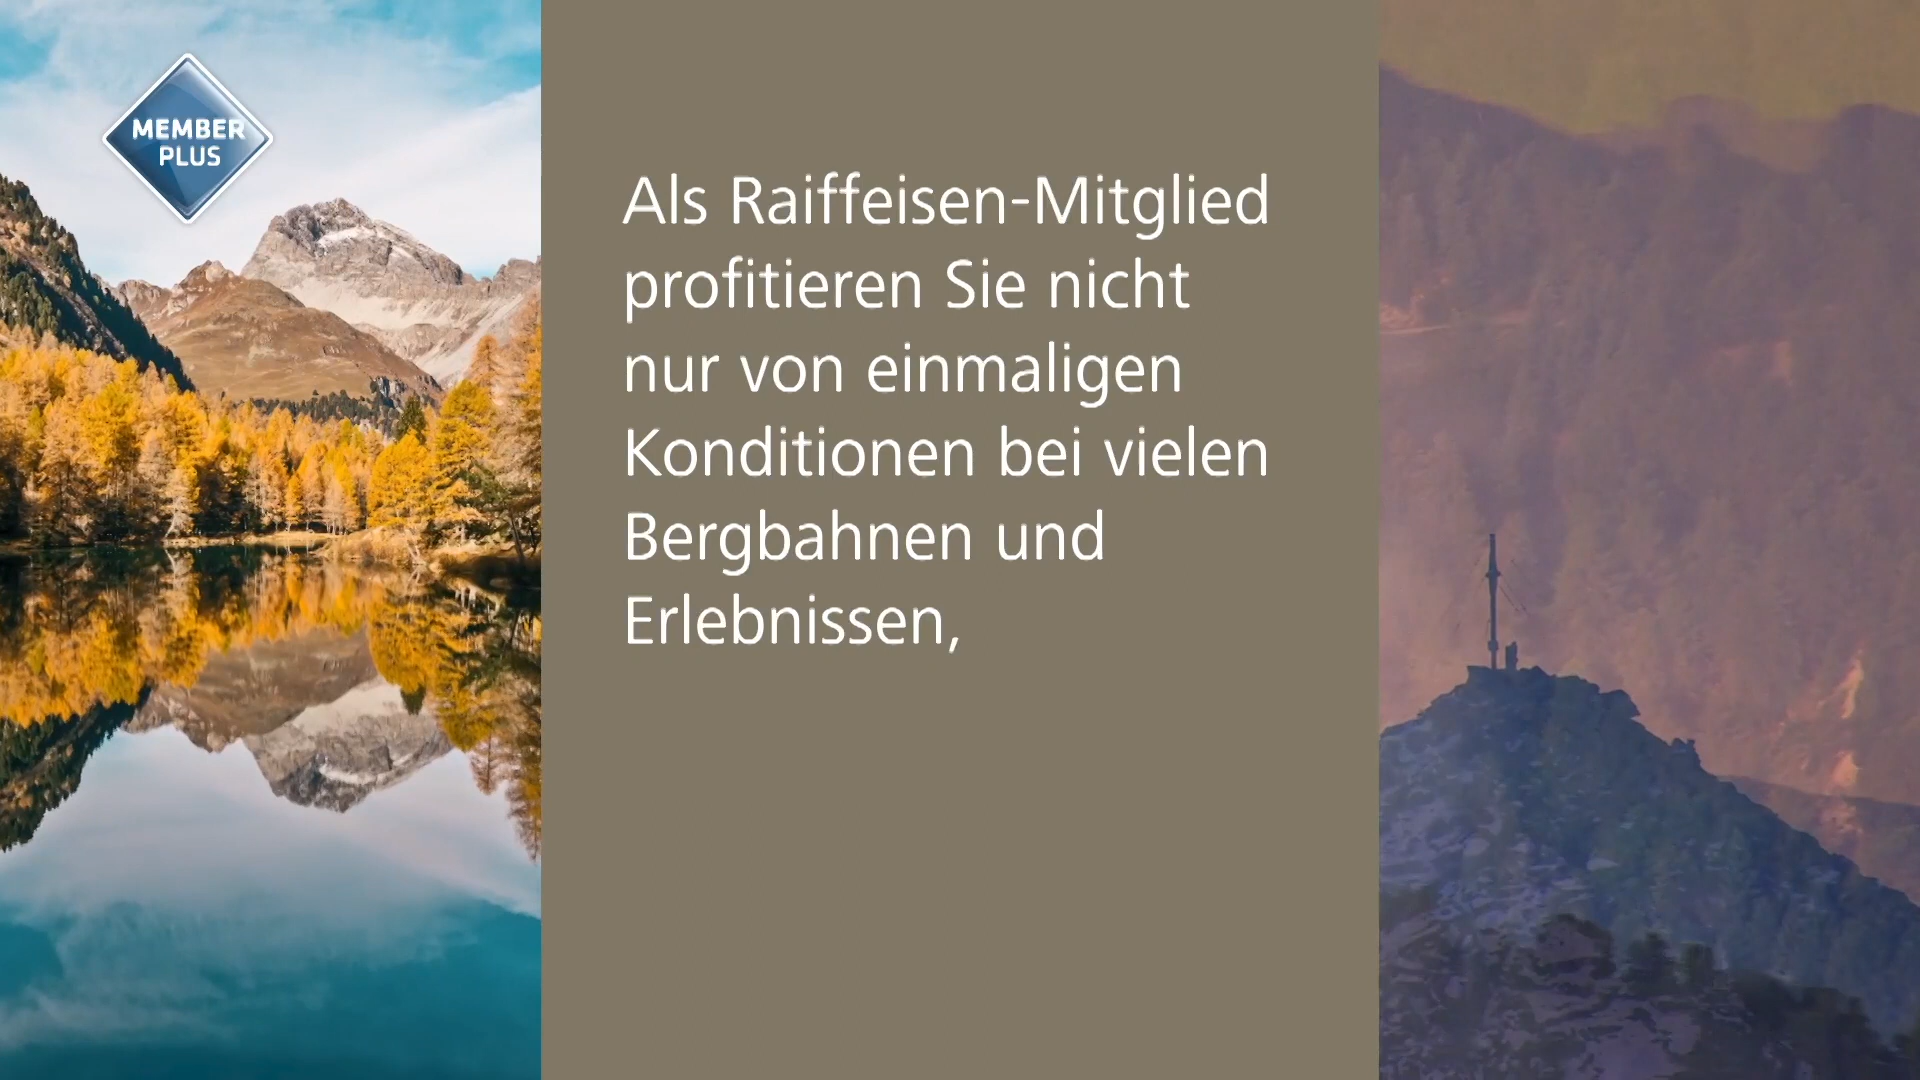 MEMBER
PLUS
Als Raiffeisen-Mitglied
profitieren Sie nicht
nur von einmaligen
Konditionen bei vielen
Bergbahnen und
Erlebnissen,